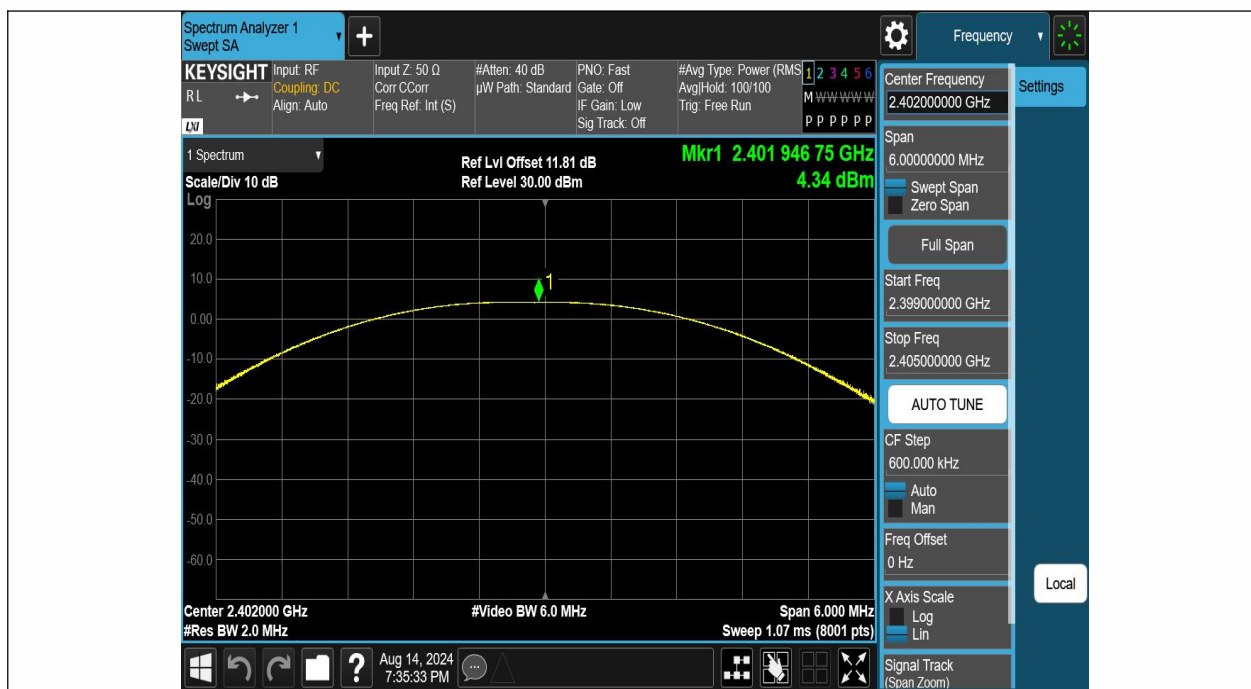 Spectrum Analyzer 1
Swept SA
+
Frequency
KEYSIGHT
RL
LXI
Input: RF
Coupling: DC
Align: Auto
Input Z: 50 Ω
Corr CCorr
Freq Ref: Int (S)
#Atten: 40 dB
µW Path: Standard
PNO: Fast
Gate: Off
IF Gain: Low
Sig Track: Off
#Avg Type: Power (RMS
Avg|Hold: 100/100
Trig: Free Run
1 2 3 4 5 6
M W W W W W
P P P P P P
1 Spectrum
Scale/Div 10 dB
Log
Ref Lvl Offset 11.81 dB
Ref Level 30.00 dBm
Mkr1 2.401 946 75 GHz
4.34 dBm
20.0
10.0
0.00
-10.0
-20.0
-30.0
-40.0
-50.0
-60.0
1
Center 2.402000 GHz
#Res BW 2.0 MHz
#Video BW 6.0 MHz
Span 6.000 MHz
Sweep 1.07 ms (8001 pts)
?
Aug 14, 2024
7:35:33 PM
Center Frequency
2.402000000 GHz
Settings
Span
6.00000000 MHz
Swept Span
Zero Span
Full Span
Start Freq
2.399000000 GHz
Stop Freq
2.405000000 GHz
AUTO TUNE
CF Step
600.000 kHz
Auto
Man
Freq Offset
0 Hz
X Axis Scale
Log
Lin
Local
Signal Track
(Span Zoom)